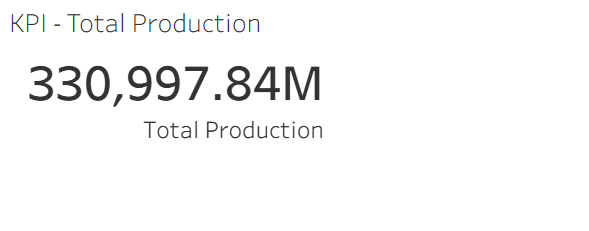 KPI - Total Production
330,997.84M
Total Production